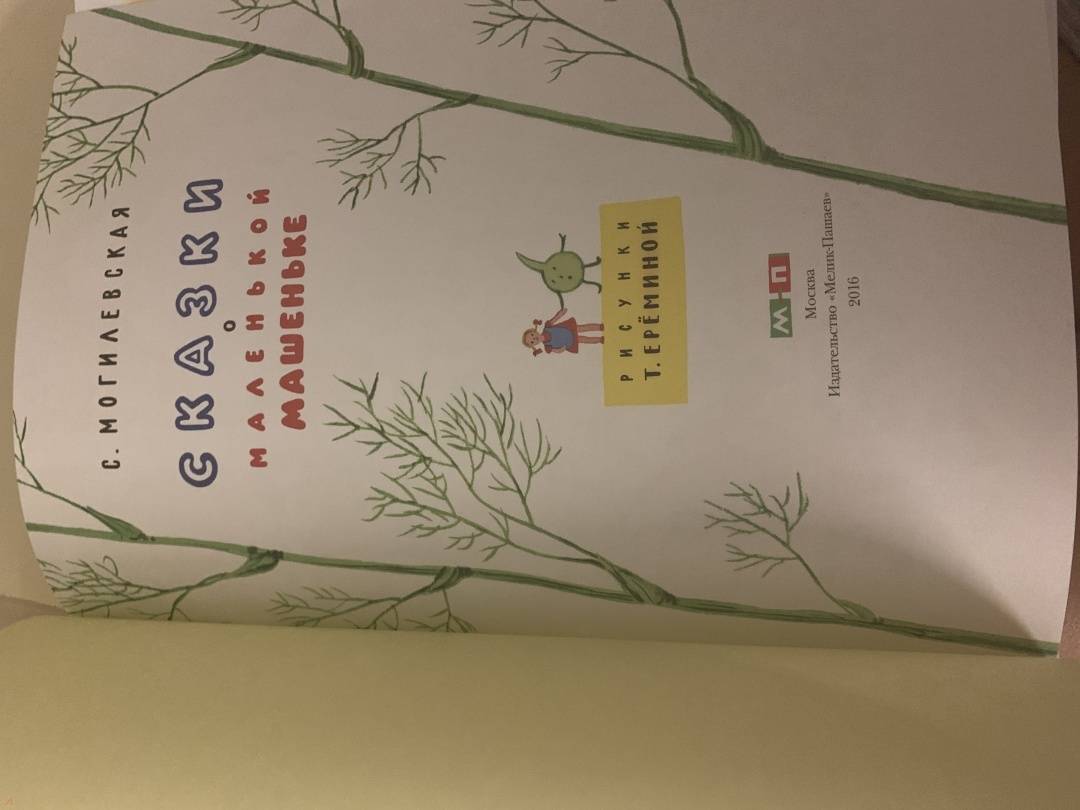 С. МОГИЛЕВСКАЯ
СКАЗКИ
О
МАЛЕНЬКОЙ
МАШЕНЬКЕ
РИСУНКИ
Т. ЕРЁМИНОЙ
М-П
Москва
Издательство «Мелик-Пашаев»
2016